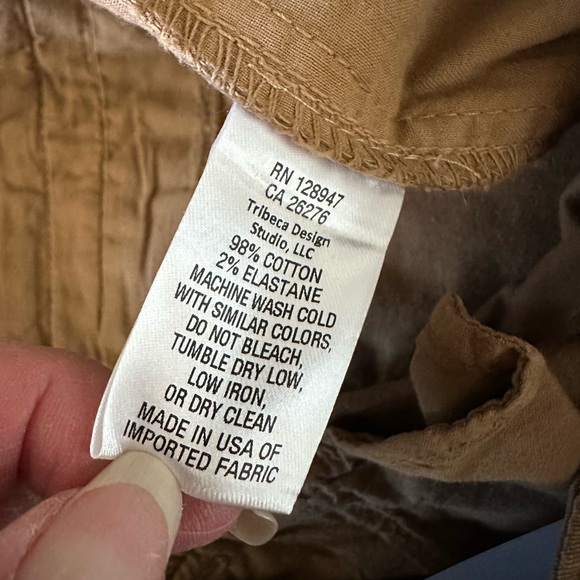 RN 128947
CA 26276
Tribeca Design
Studio, LLC
98% COTTON
2% ELASTANE
MACHINE WASH COLD
WITH SIMILAR COLORS,
DO NOT BLEACH,
TUMBLE DRY LOW,
LOW IRON,
OR DRY CLEAN
MADE IN USA OF
IMPORTED FABRIC